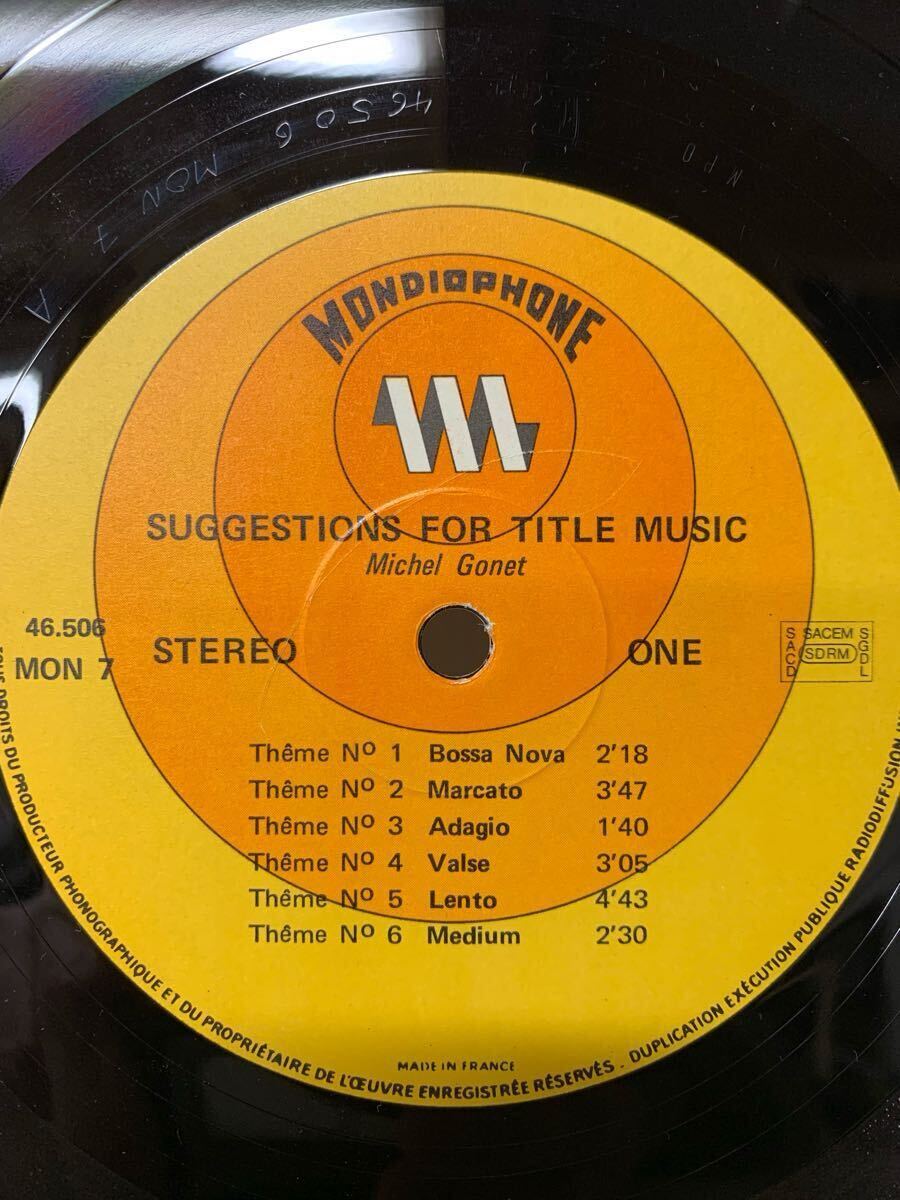 46506 MON 7 A
MPO
MONDIOPHONE
SUGGESTIONS FOR TITLE MUSIC
Michel Gonet
46.506
MON 7
STEREO
ONE
SACD
SACEM
SDRM
SGDL
Thême Nº 1 Bossa Nova 2'18
Thême Nº 2 Marcato 3'47
Thême Nº 3 Adagio 1'40
Thême Nº 4 Valse 3'05
Thême Nº 5 Lento 4'43
Thême Nº 6 Medium 2'30
MADE IN FRANCE
DROITS DU PRODUCTEUR PHONOGRAPHIQUE ET DU PROPRIÉTAIRE DE L'ŒUVRE ENREGISTRÉE RÉSERVÉS . DUPLICATION EXÉCUTION PUBLIQUE RADIODIFFUSION